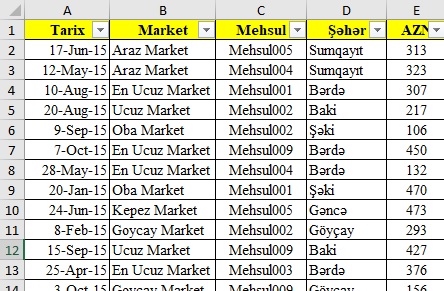 A B C D E
1 Tarix Market Mehsul Şəhər AZN
2 17-Jun-15 Araz Market Mehsul005 Sumqayıt 313
3 12-May-15 Araz Market Mehsul004 Sumqayıt 323
4 10-Aug-15 En Ucuz Market Mehsul001 Bərdə 307
5 20-Aug-15 Ucuz Market Mehsul002 Baki 217
6 9-Sep-15 Oba Market Mehsul002 Şəki 106
7 7-Oct-15 En Ucuz Market Mehsul009 Bərdə 450
8 28-May-15 En Ucuz Market Mehsul004 Bərdə 132
9 20-Jan-15 Oba Market Mehsul001 Şəki 470
10 24-Jun-15 Kepez Market Mehsul005 Gəncə 473
11 8-Feb-15 Goycay Market Mehsul002 Göyçay 293
12 15-Sep-15 Ucuz Market Mehsul009 Baki 427
13 25-Apr-15 En Ucuz Market Mehsul003 Bərdə 376
14 3-Oct-15 Goycay Market Mehsul009 Göyçay 156